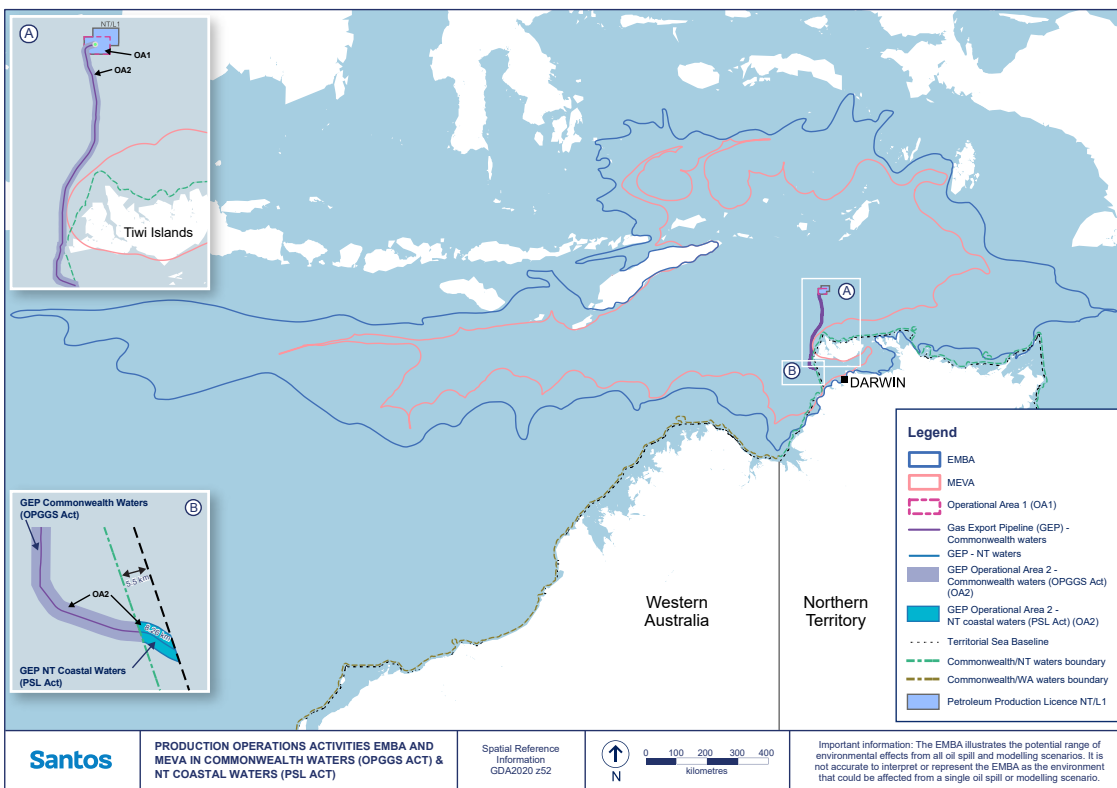 A
NT/L1
OA1
OA2
Tiwi Islands
A
B
DARWIN
GEP Commonwealth Waters
(OPGGS Act)
B
5.5 km
OA2
GEP NT Coastal Waters
(PSL Act)
Western
Australia
Northern
Territory
Legend
EMBA
MEVA
Operational Area 1 (OA1)
Gas Export Pipeline (GEP) -
Commonwealth waters
GEP - NT waters
GEP Operational Area 2 -
Commonwealth waters (OPGGS Act)
(OA2)
GEP Operational Area 2 -
NT coastal waters (PSL Act) (OA2)
Territorial Sea Baseline
Commonwealth/NT waters boundary
Commonwealth/WA waters boundary
Petroleum Production Licence NT/L1
Santos
PRODUCTION OPERATIONS ACTIVITIES EMBA AND
MEVA IN COMMONWEALTH WATERS (OPGGS ACT) &
NT COASTAL WATERS (PSL ACT)
Spatial Reference
Information
GDA2020 z52
N
0 100 200 300 400
kilometres
Important information: The EMBA illustrates the potential range of
environmental effects from all oil spill and modelling scenarios. It is
not accurate to interpret or represent the EMBA as the environment
that could be affected from a single oil spill or modelling scenario.